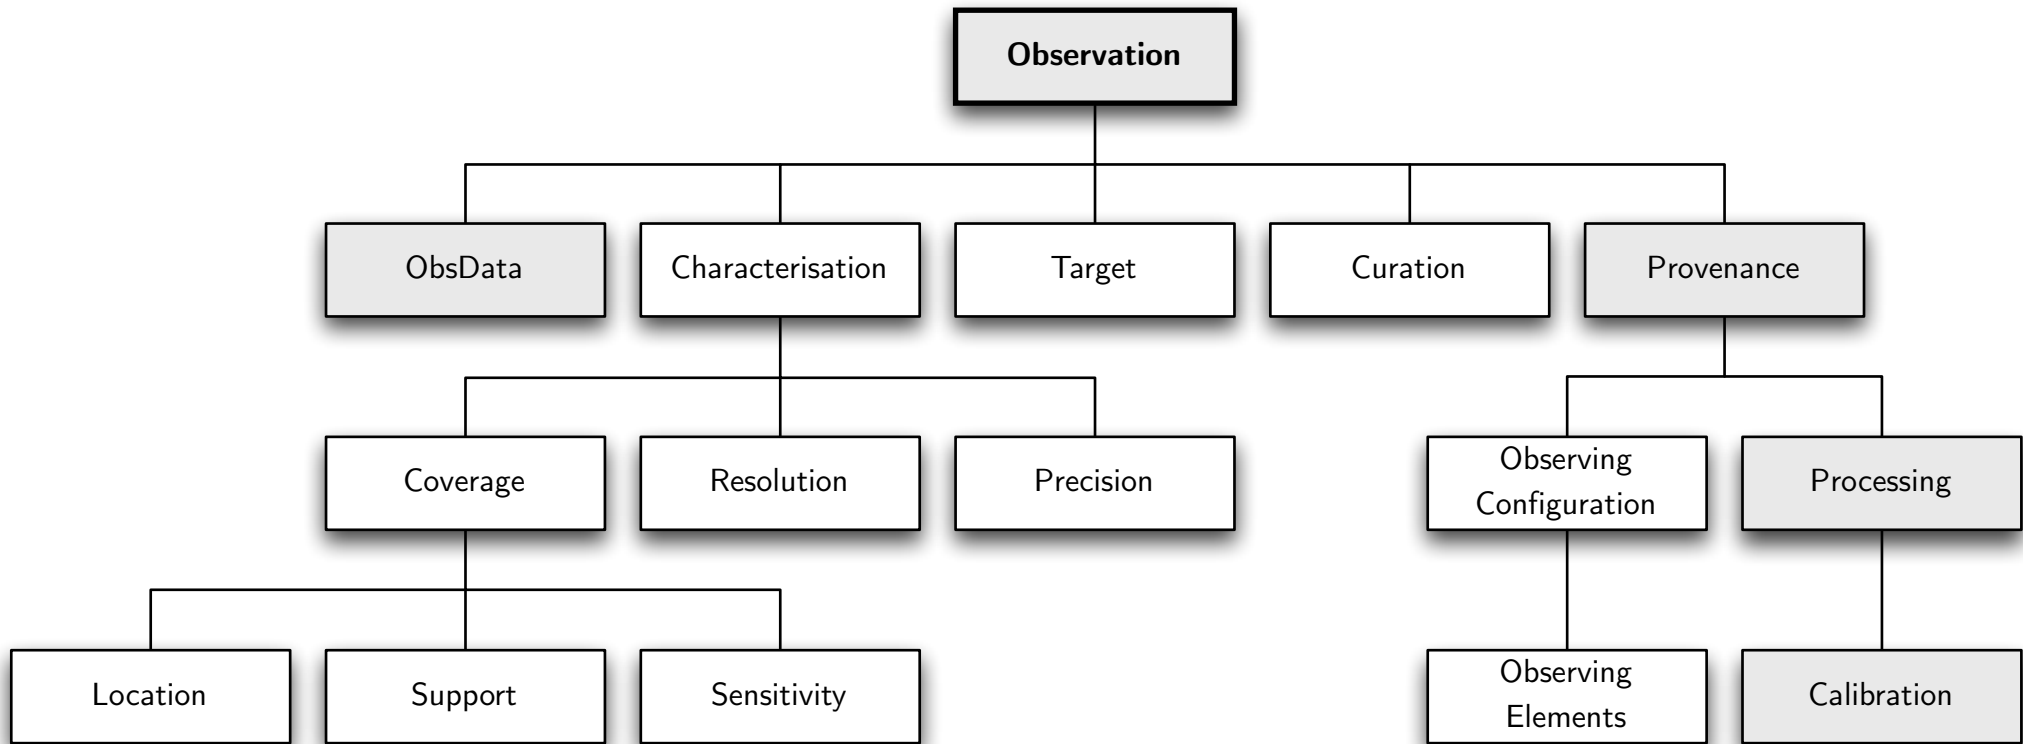 Observation
ObsData
Characterisation
Target
Curation
Provenance
Coverage
Resolution
Precision
Observing
Configuration
Processing
Location
Support
Sensitivity
Observing
Elements
Calibration